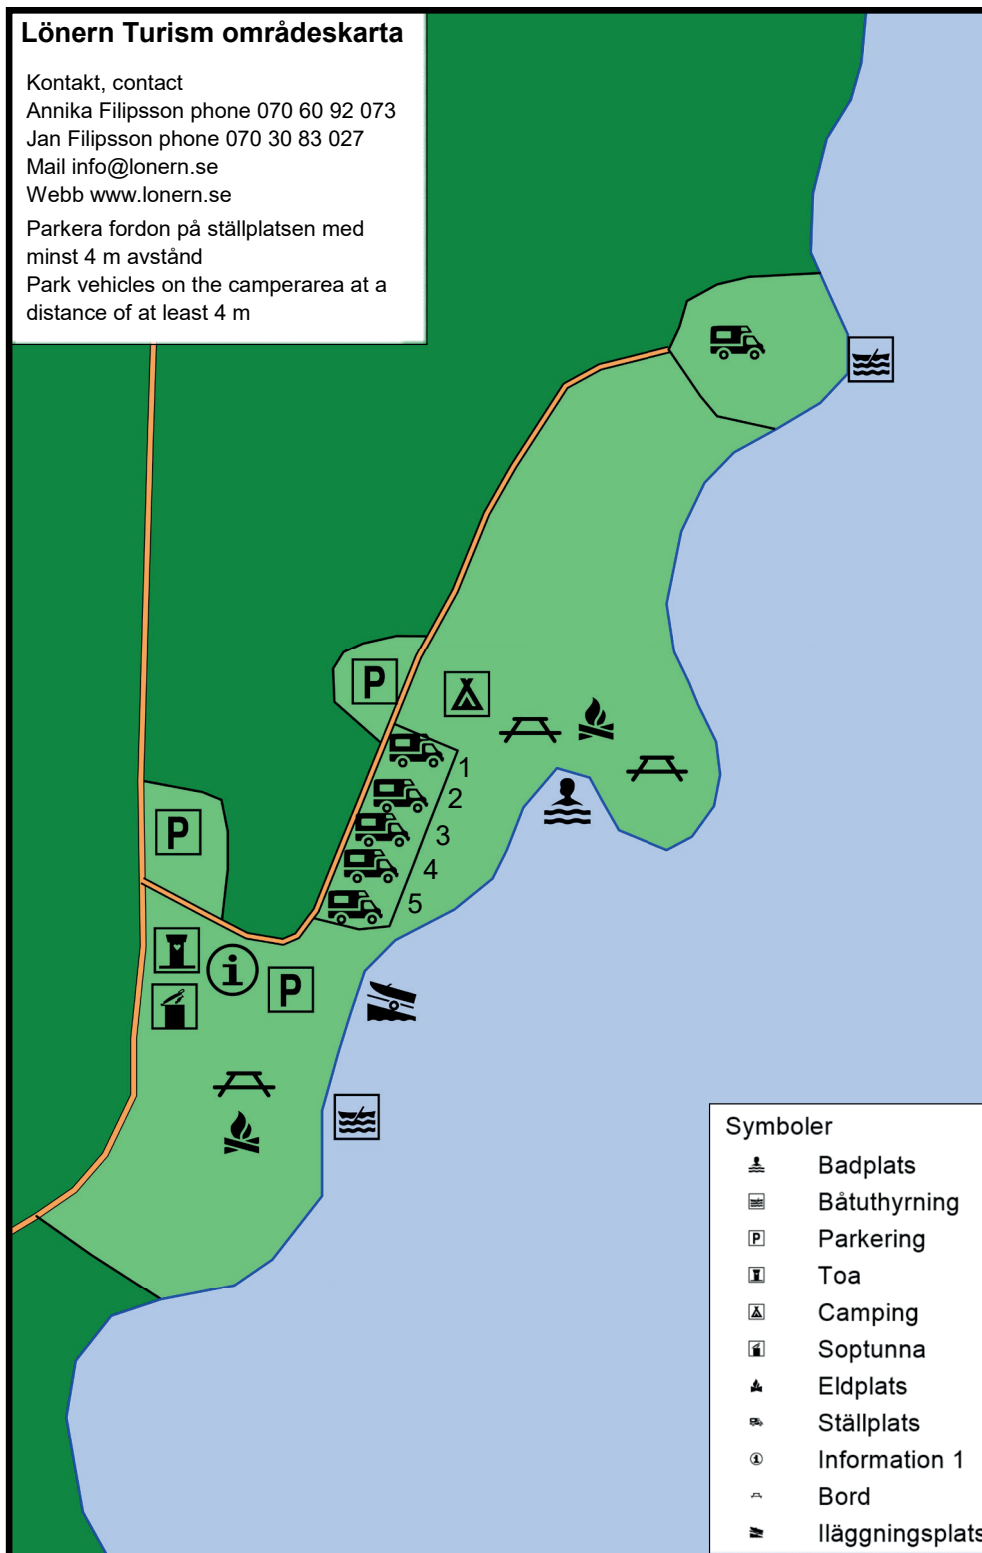 Lönern Turism områdeskarta
Kontakt, contact
Annika Filipsson phone 070 60 92 073
Jan Filipsson phone 070 30 83 027
Mail info@lonern.se
Webb www.lonern.se
Parkera fordon på ställplatsen med
minst 4 m avstånd
Park vehicles on the camperarea at a
distance of at least 4 m
P
1
2
3
4
5
P
i
P
Symboler
Badplats
Båtuthyrning
P Parkering
Toa
Camping
Soptunna
Eldplats
Ställplats
i Information 1
Bord
Iläggningsplats